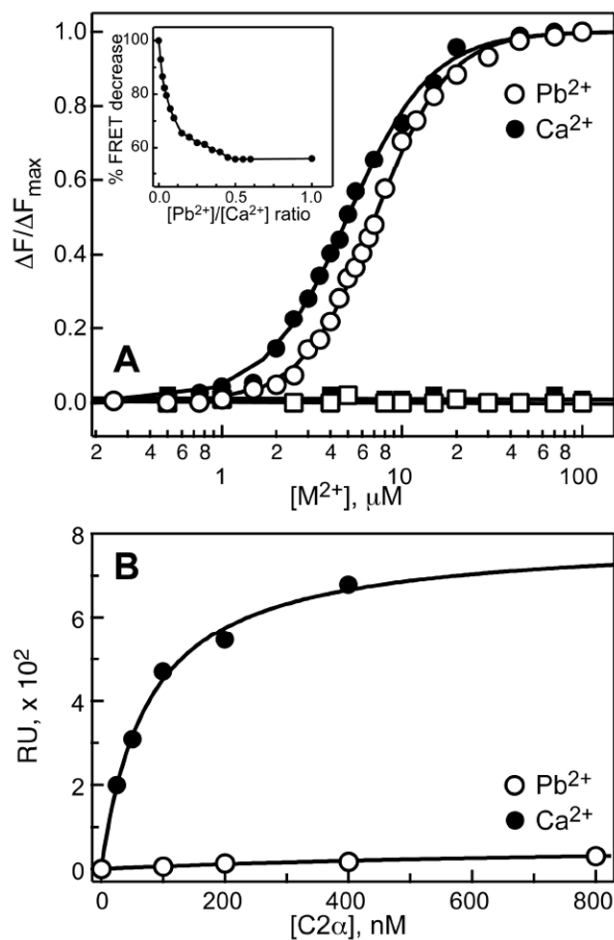 1.0
0.8
0.6
0.4
0.2
0.0
ΔF/ΔFmax
A
100
80
60
% FRET decrease
0.0 0.5 1.0
[Pb2+]/[Ca2+] ratio
Pb2+
Ca2+
2 4 6 8 2 4 6 8 2 4 6 8
1 10 100
[M2+], μM
B
8
6
4
2
0
RU, x 102
Pb2+
Ca2+
0 200 400 600 800
[C2α], nM